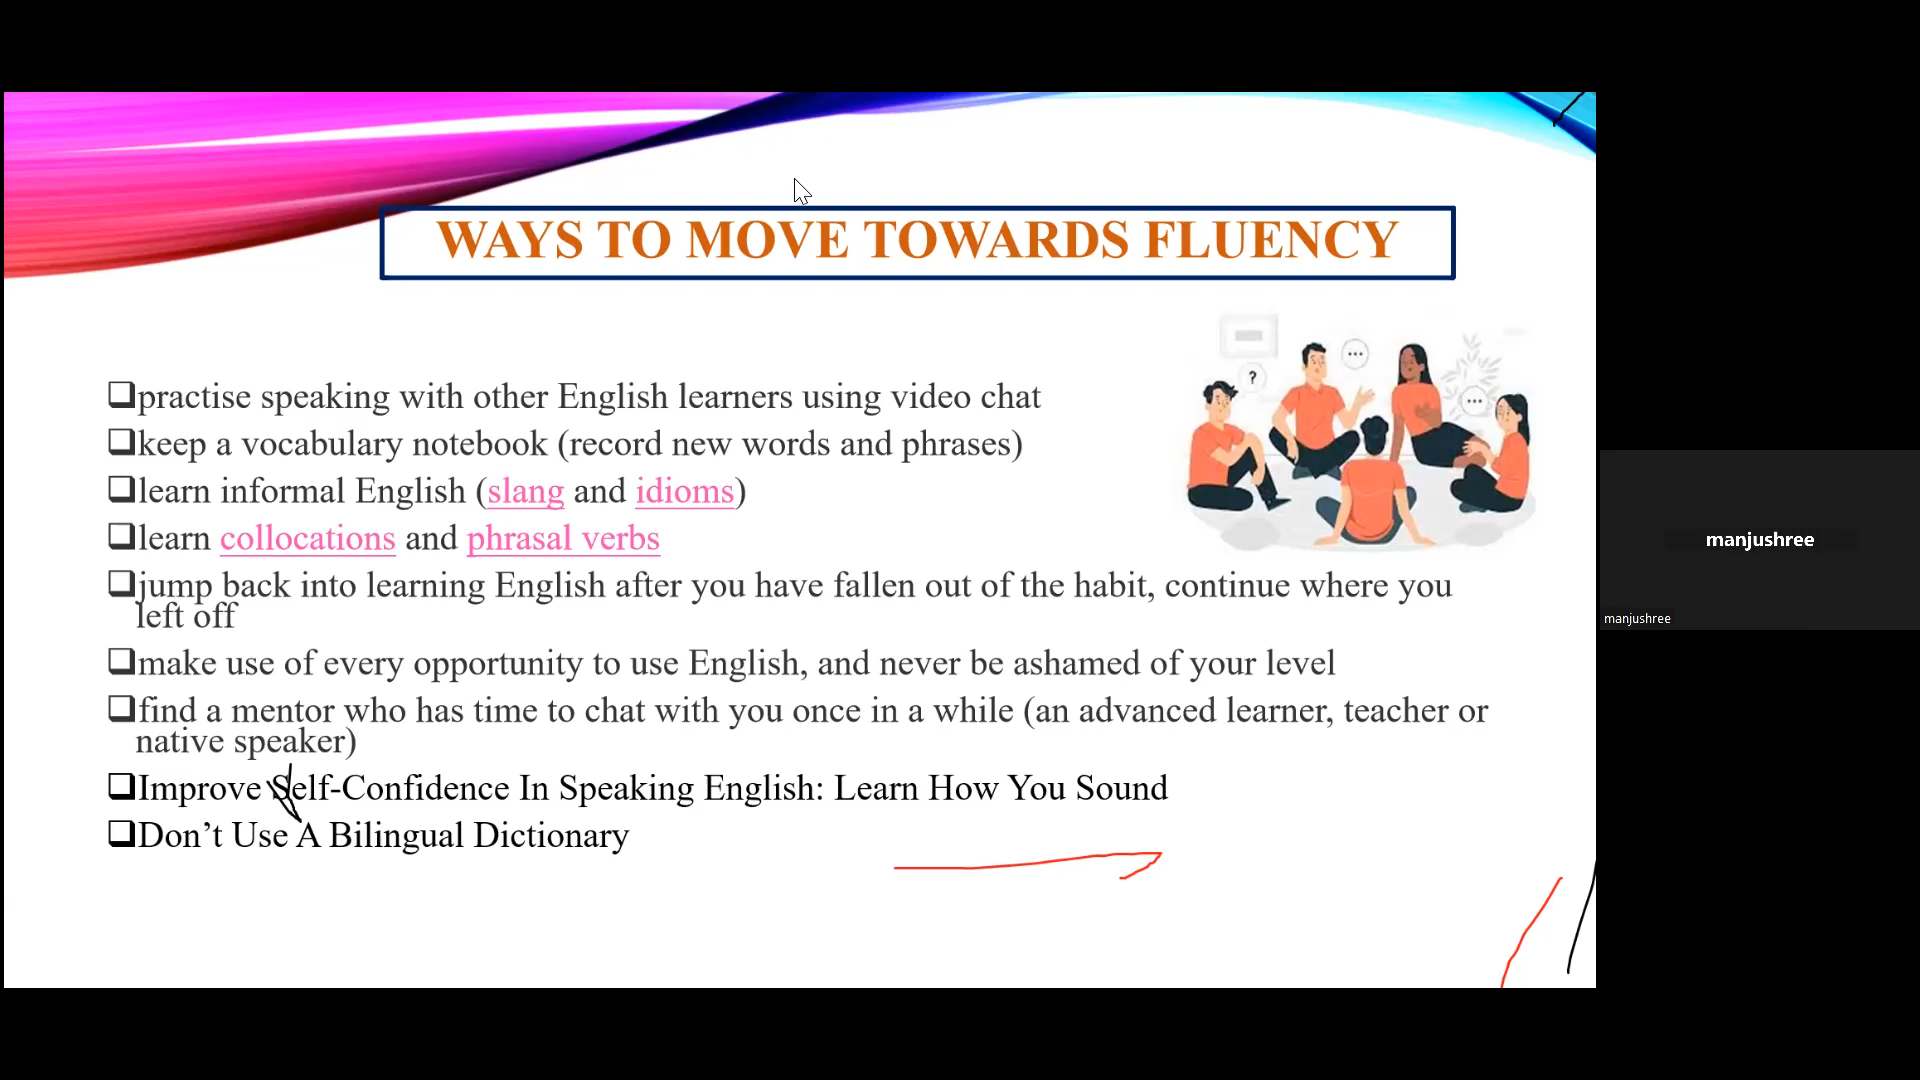 WAYS TO MOVE TOWARDS FLUENCY
❑practise speaking with other English learners using video chat
❑keep a vocabulary notebook (record new words and phrases)
❑learn informal English (slang and idioms)
❑learn collocations and phrasal verbs
❑jump back into learning English after you have fallen out of the habit, continue where you
left off
❑make use of every opportunity to use English, and never be ashamed of your level
❑find a mentor who has time to chat with you once in a while (an advanced learner, teacher or
native speaker)
❑Improve Self-Confidence In Speaking English: Learn How You Sound
❑Don’t Use A Bilingual Dictionary
?
...
...
manjushree
manjushree